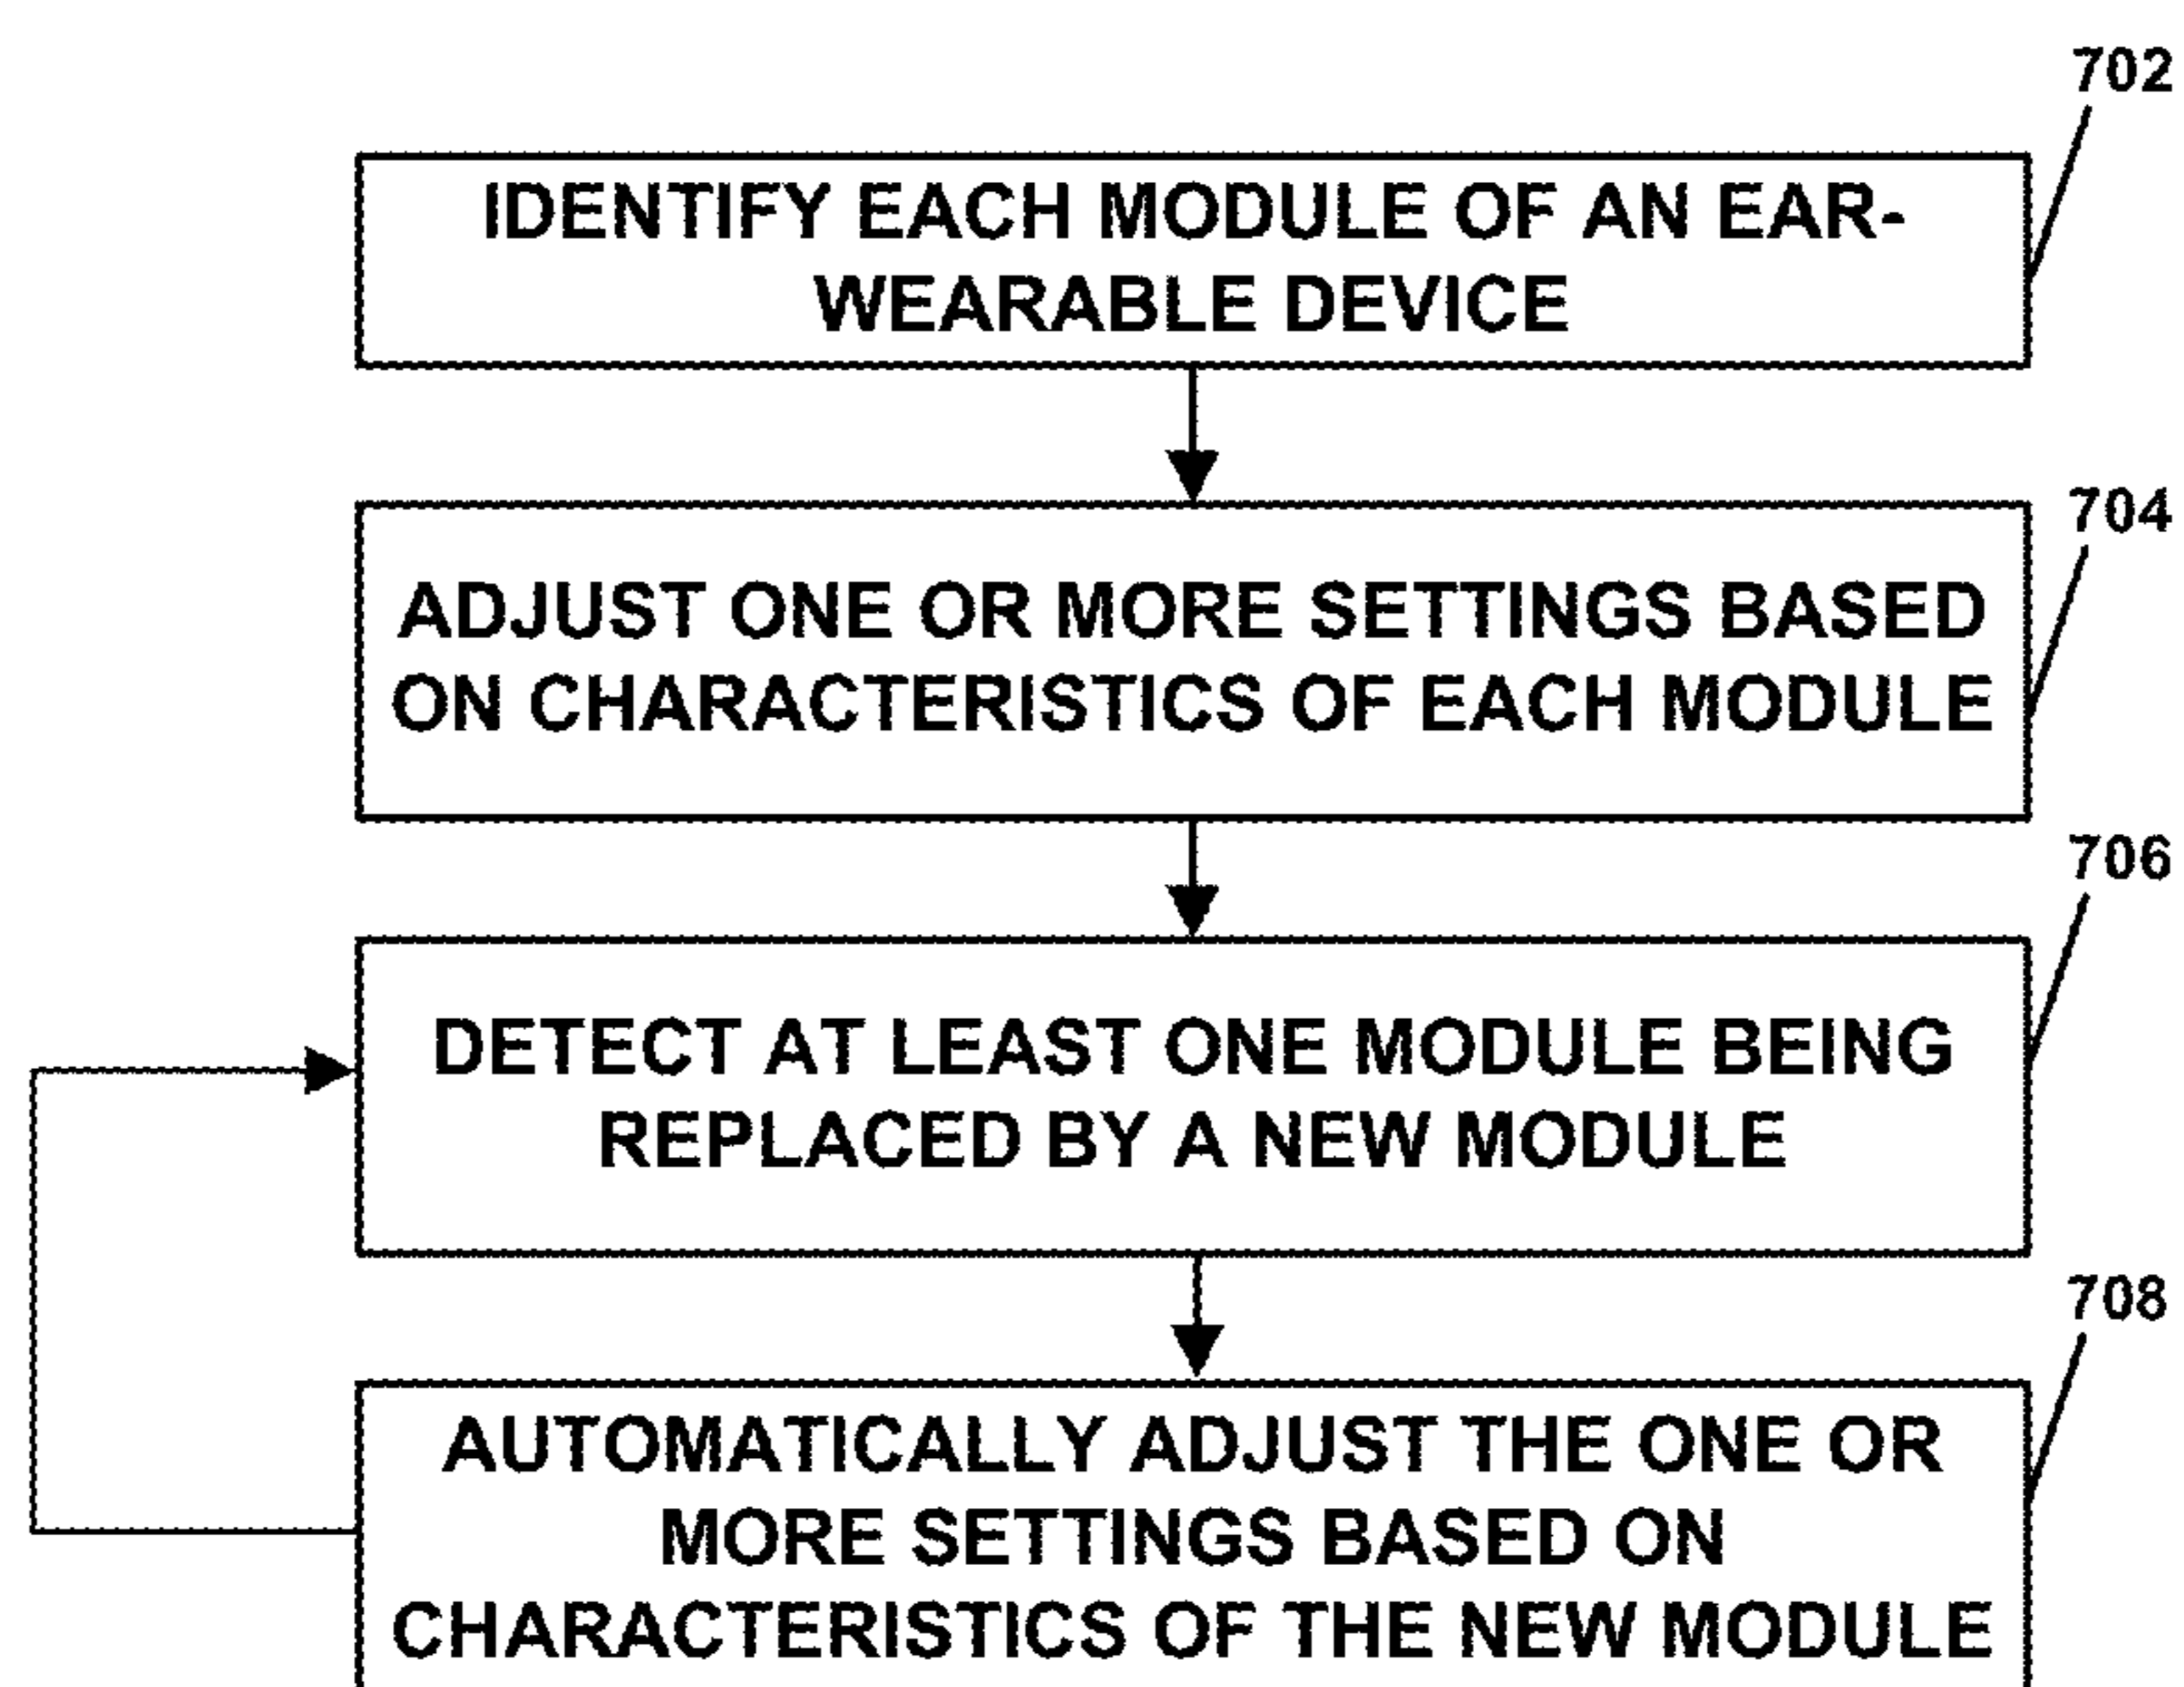 702
IDENTIFY EACH MODULE OF AN EAR-
WEARABLE DEVICE
704
ADJUST ONE OR MORE SETTINGS BASED
ON CHARACTERISTICS OF EACH MODULE
706
DETECT AT LEAST ONE MODULE BEING
REPLACED BY A NEW MODULE
708
AUTOMATICALLY ADJUST THE ONE OR
MORE SETTINGS BASED ON
CHARACTERISTICS OF THE NEW MODULE